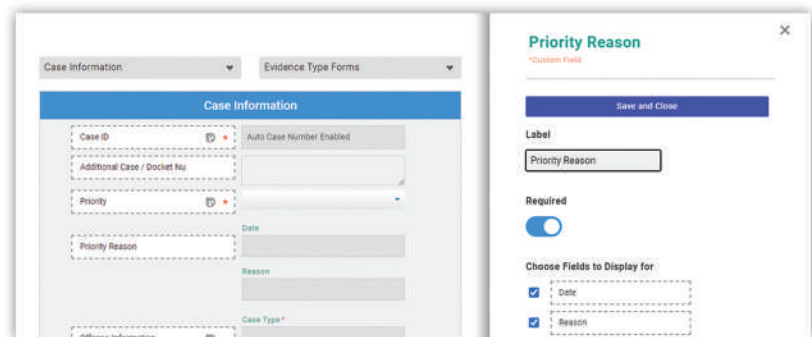 Case Information
Evidence Type Forms
Case Information
Case ID *
Auto Case Number Enabled
Additional Case / Docket Nu
Priority *
Priority Reason
Date
Reason
Case Type *
Offense Information
Priority Reason
*Custom Field
Save and Close
Label
Priority Reason
Required
Choose Fields to Display for
Date
Reason